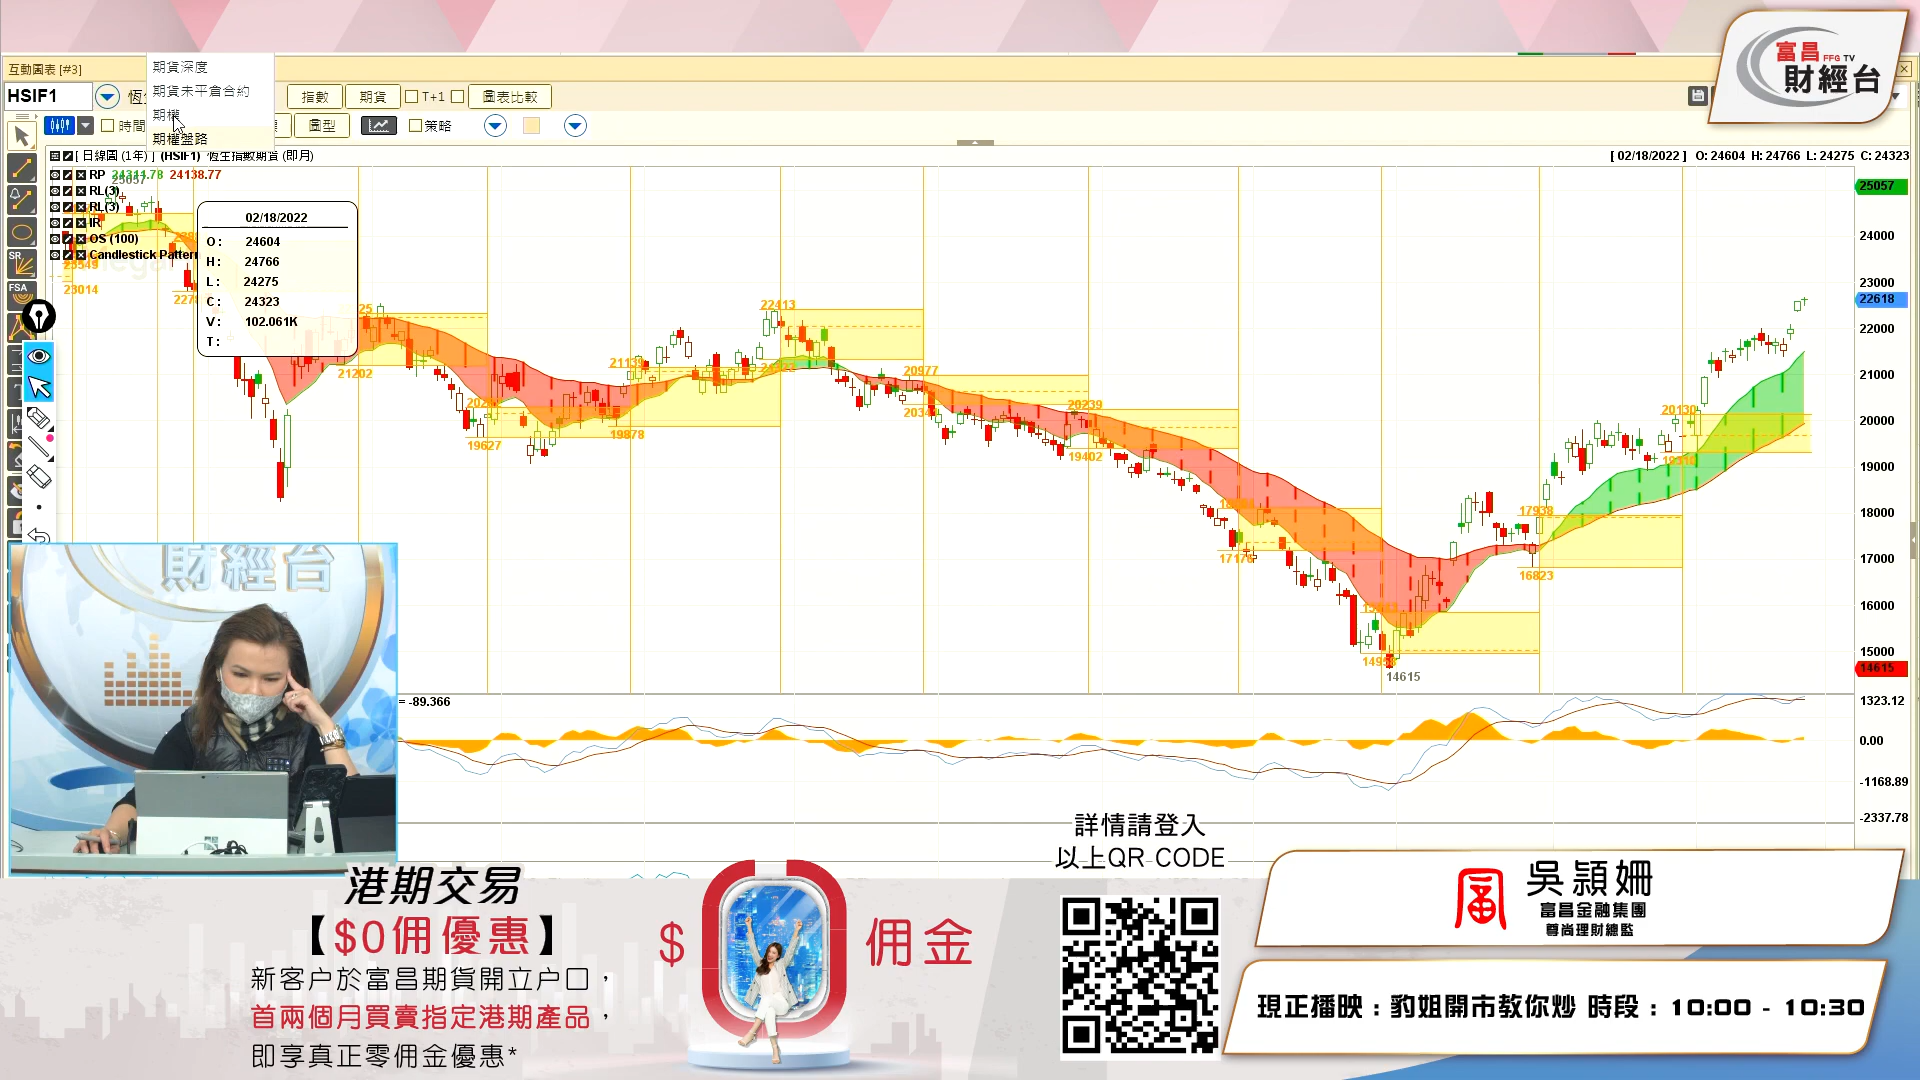 富昌 FFG TV
財經台
互動圖表 [#3]
期貨深度
期貨未平倉合約
期權
期權盤路
HSIF1
指數
期貨
T+1
圖表比較
時間
圖型
策略
[ 日線圖 (1年) ] (HSIF1) 恆生指數期貨 (即月)
[ 02/18/2022 ] O: 24604 H: 24766 L: 24275 C: 24323
RP 24311.78 24138.77
25057
RL(3)
RL(3)
IR
OS (100)
Candlestick Pattern
SR
FSA
02/18/2022
O: 24604
H: 24766
L: 24275
C: 24323
V: 102.061K
T:
23549
23014
21202
19627
21139
19878
22413
20977
20239
19402
17938
16823
14615
20130
19310
25057
24000
23000
22618
22000
21000
20000
19000
18000
17000
16000
15000
14615
= -89.366
1323.12
0.00
-1168.89
-2337.78
財經台
詳情請登入
以上QR CODE
港期交易
【$0佣優惠】
新客户於富昌期貨開立户口，
首兩個月買賣指定港期產品，
即享真正零佣金優惠*
$0佣金
吳潁姍
富昌金融集團
尊尚理財總監
現正播映：豹姐開市教你炒 時段：10:00 - 10:30